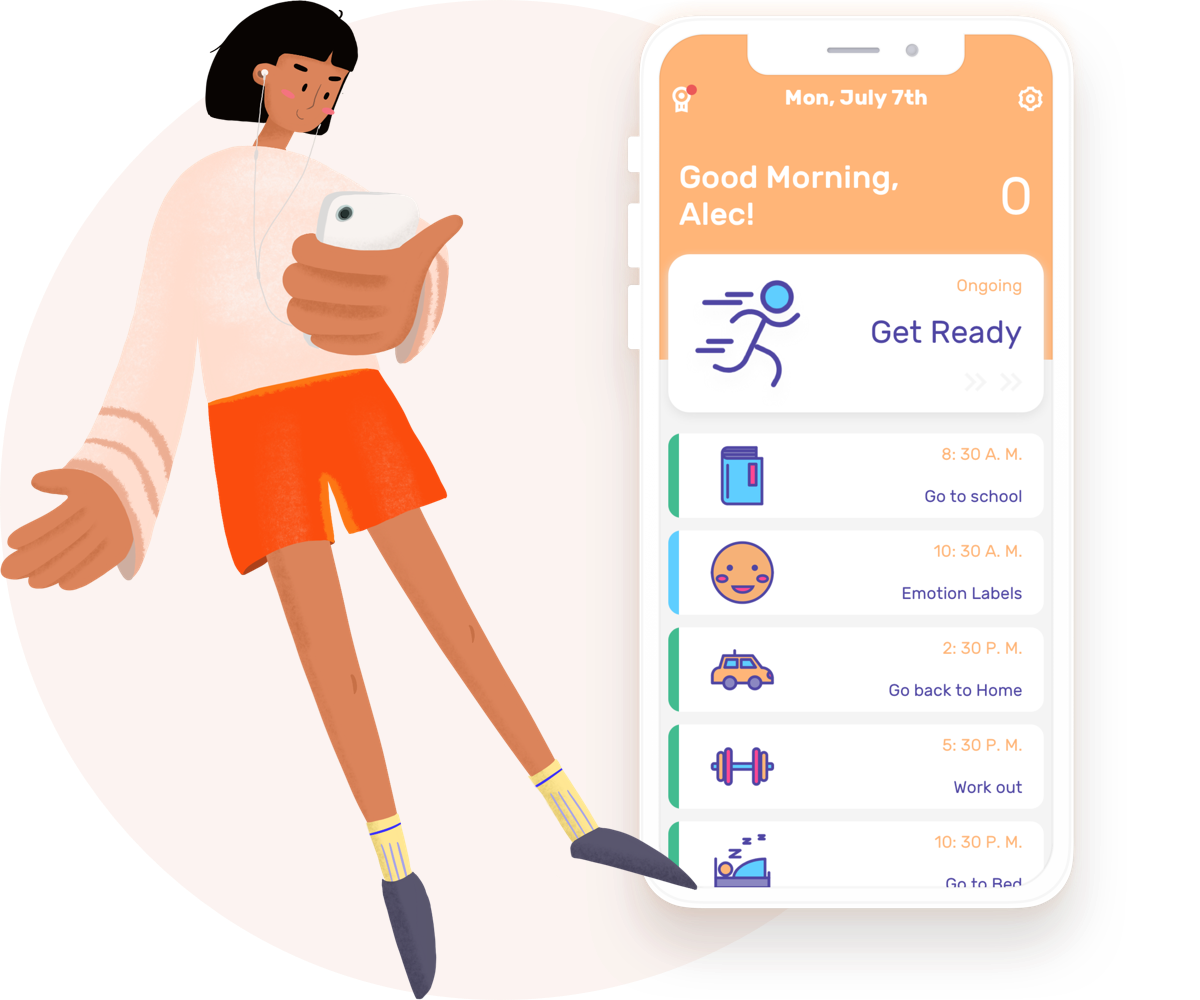 Mon, July 7th
Good Morning,
Alec!
0
Ongoing
Get Ready
8: 30 A. M.
Go to school
10: 30 A. M.
Emotion Labels
2: 30 P. M.
Go back to Home
5: 30 P. M.
Work out
z z
N
10: 30 P. M.
Go to Bed